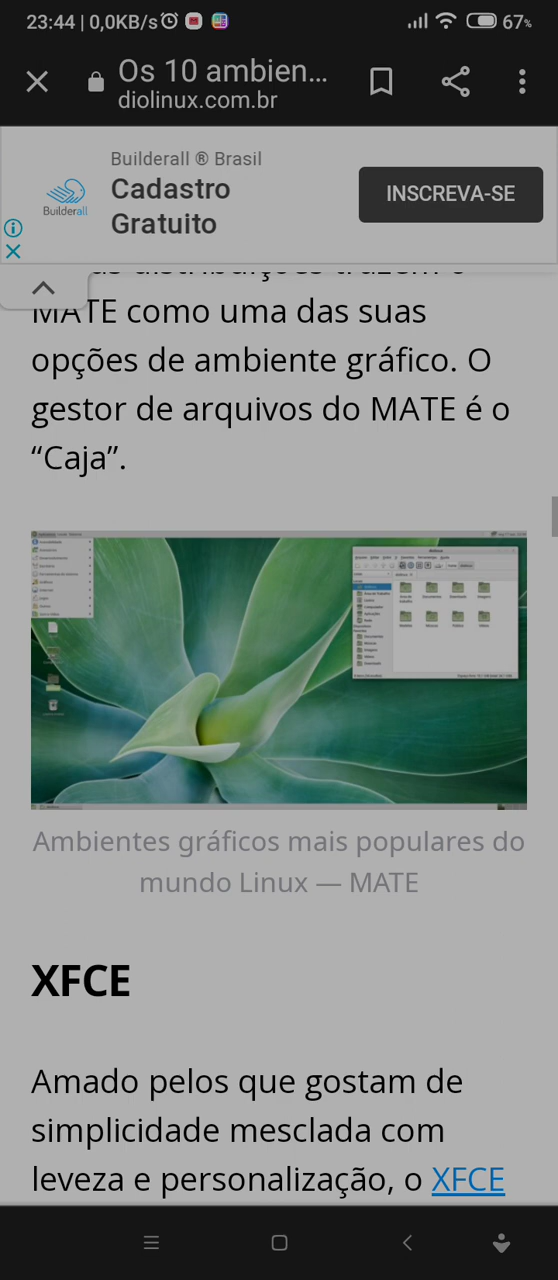 23:44 | 0,0KB/s
67%
Os 10 ambien...
diolinux.com.br
Builderall ® Brasil
Cadastro
Gratuito
Builderall
INSCREVA-SE
MATE como uma das suas
opções de ambiente gráfico. O
gestor de arquivos do MATE é o
“Caja”.
Ambientes gráficos mais populares do
mundo Linux — MATE
XFCE
Amado pelos que gostam de
simplicidade mesclada com
leveza e personalização, o XFCE